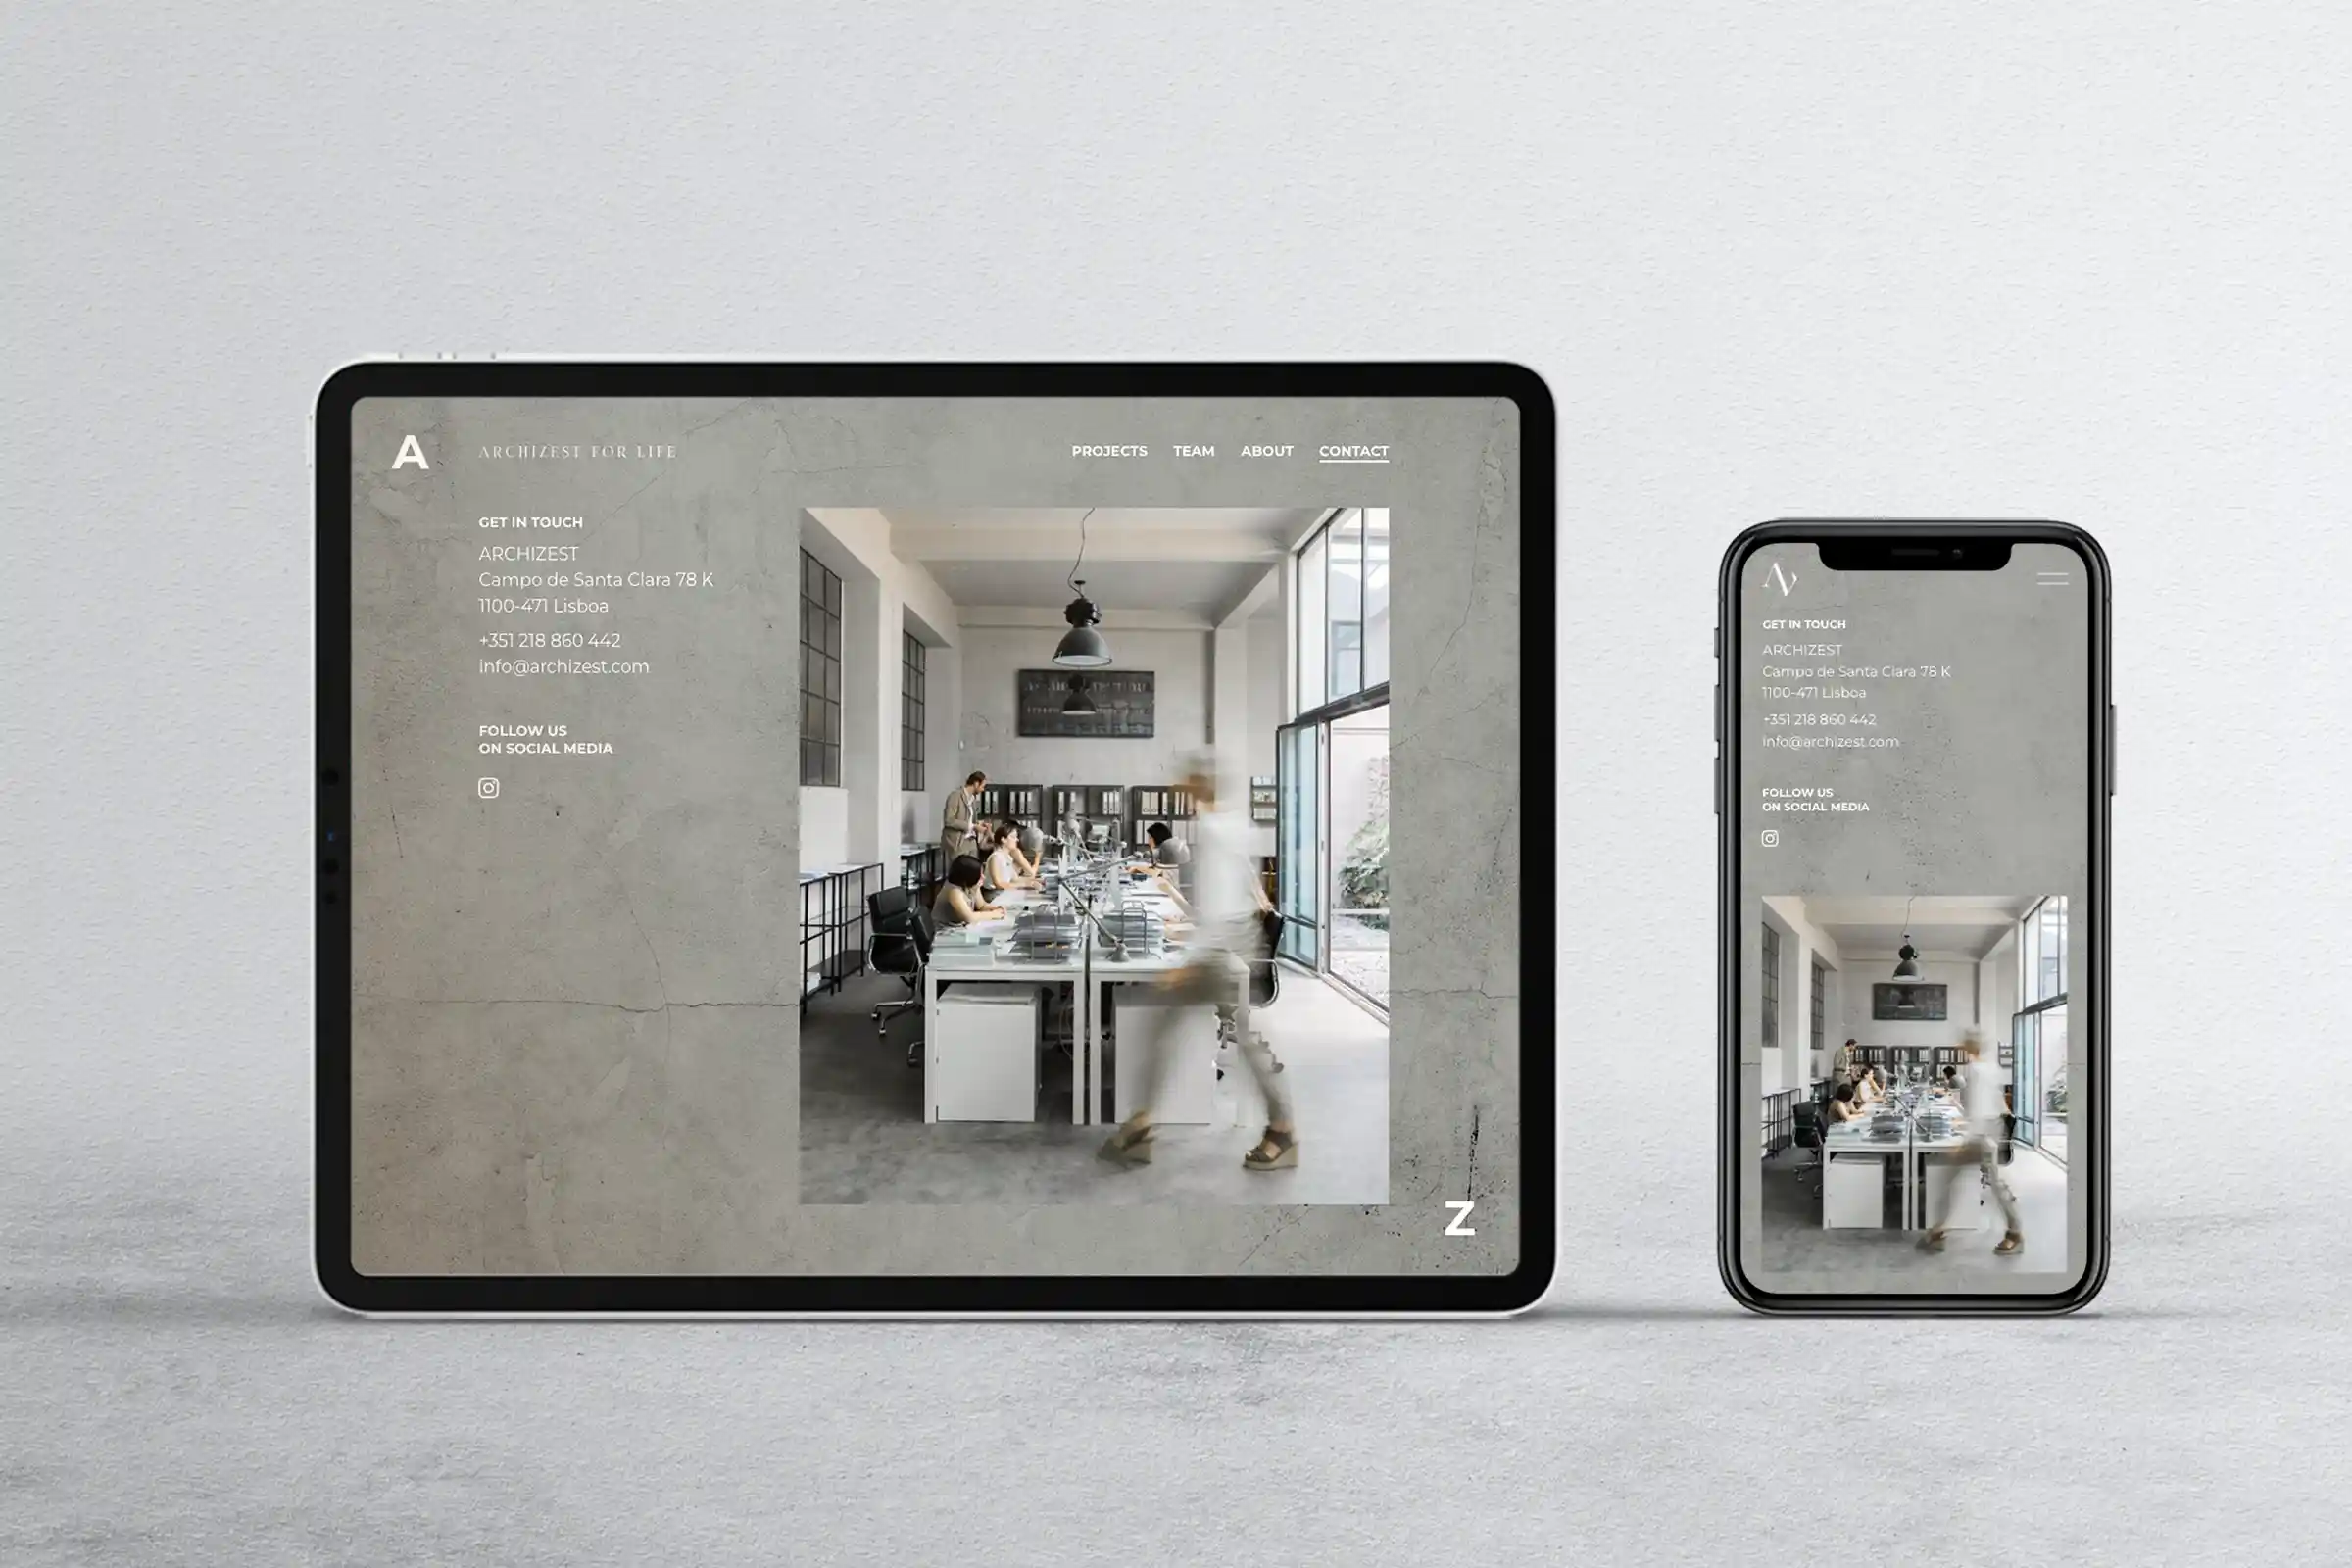 A
ARCHIZEST FOR LIFE
PROJECTS TEAM ABOUT CONTACT
GET IN TOUCH
ARCHIZEST
Campo de Santa Clara 78 K
1100-471 Lisboa
+351 218 860 442
info@archizest.com
FOLLOW US
ON SOCIAL MEDIA
Z
GET IN TOUCH
ARCHIZEST
Campo de Santa Clara 78 K
1100-471 Lisboa
+351 218 860 442
info@archizest.com
FOLLOW US
ON SOCIAL MEDIA